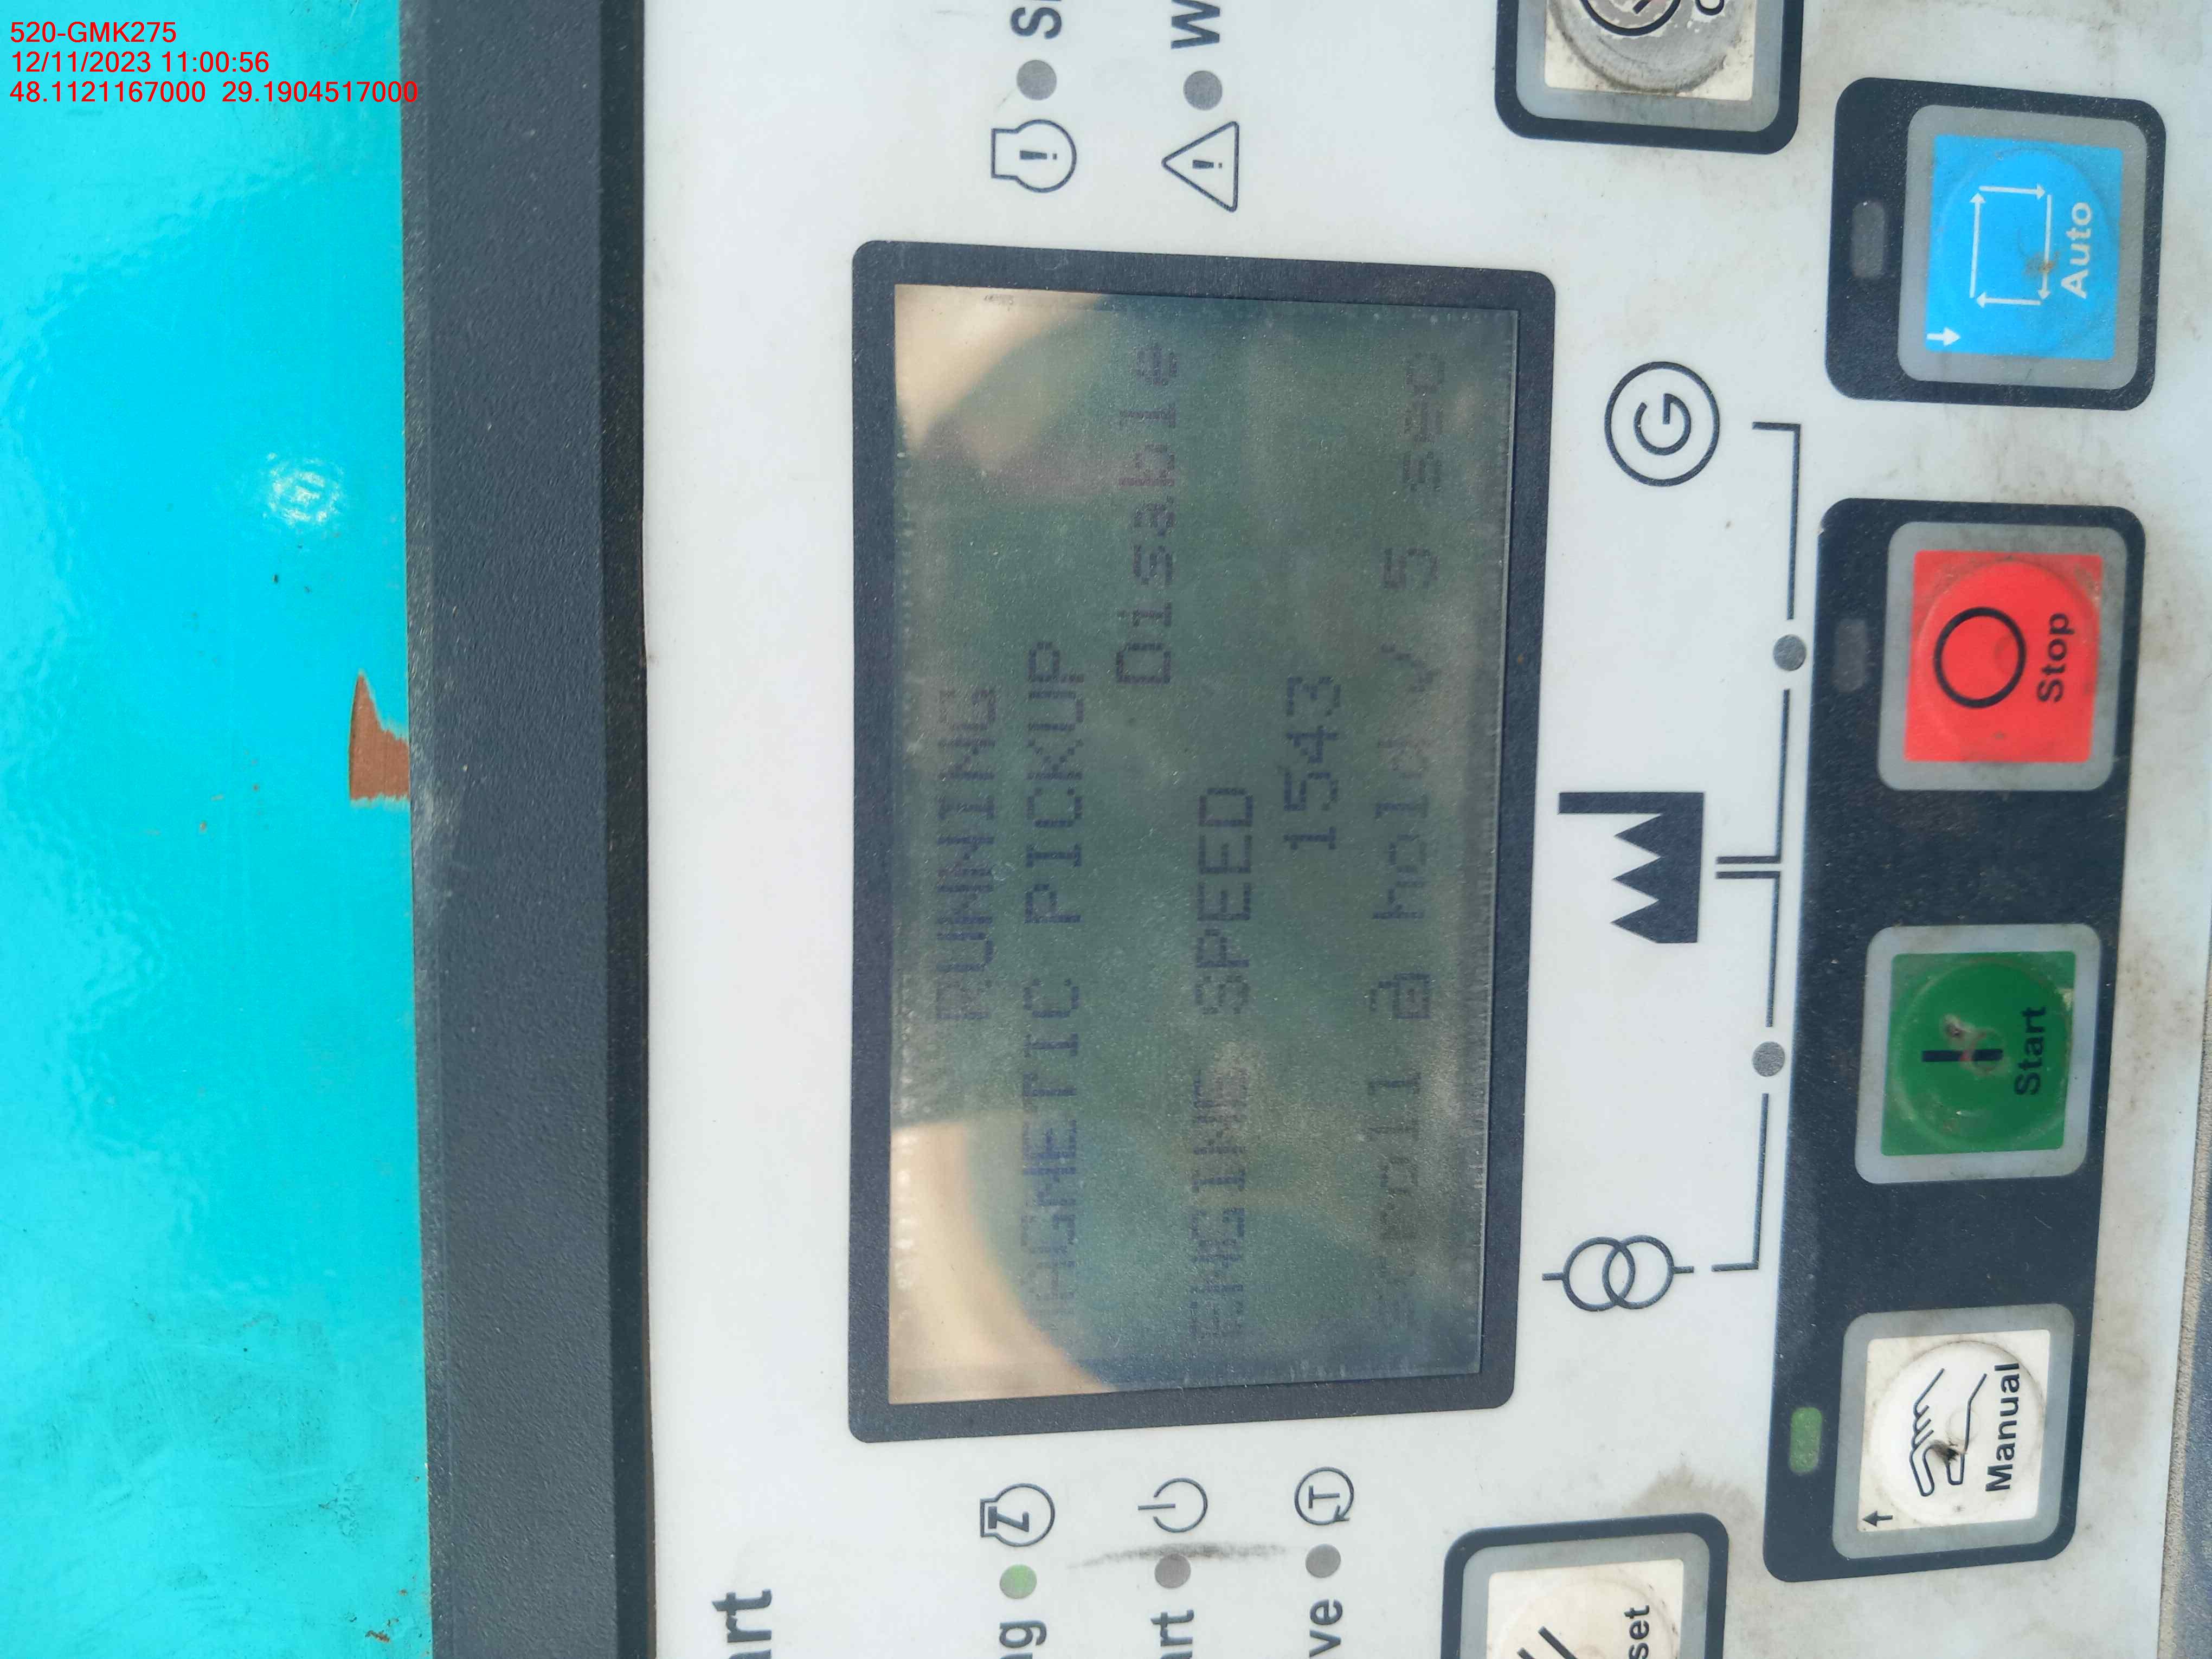 520-GMK275
12/11/2023 11:00:56
48.1121167000 29.1904517000
RUNNING
MAGNETIC PICKUP
Disable
ENGINE SPEED
1543
scroll @ hold√ 5 sec
G
Auto
Stop
Start
Manual